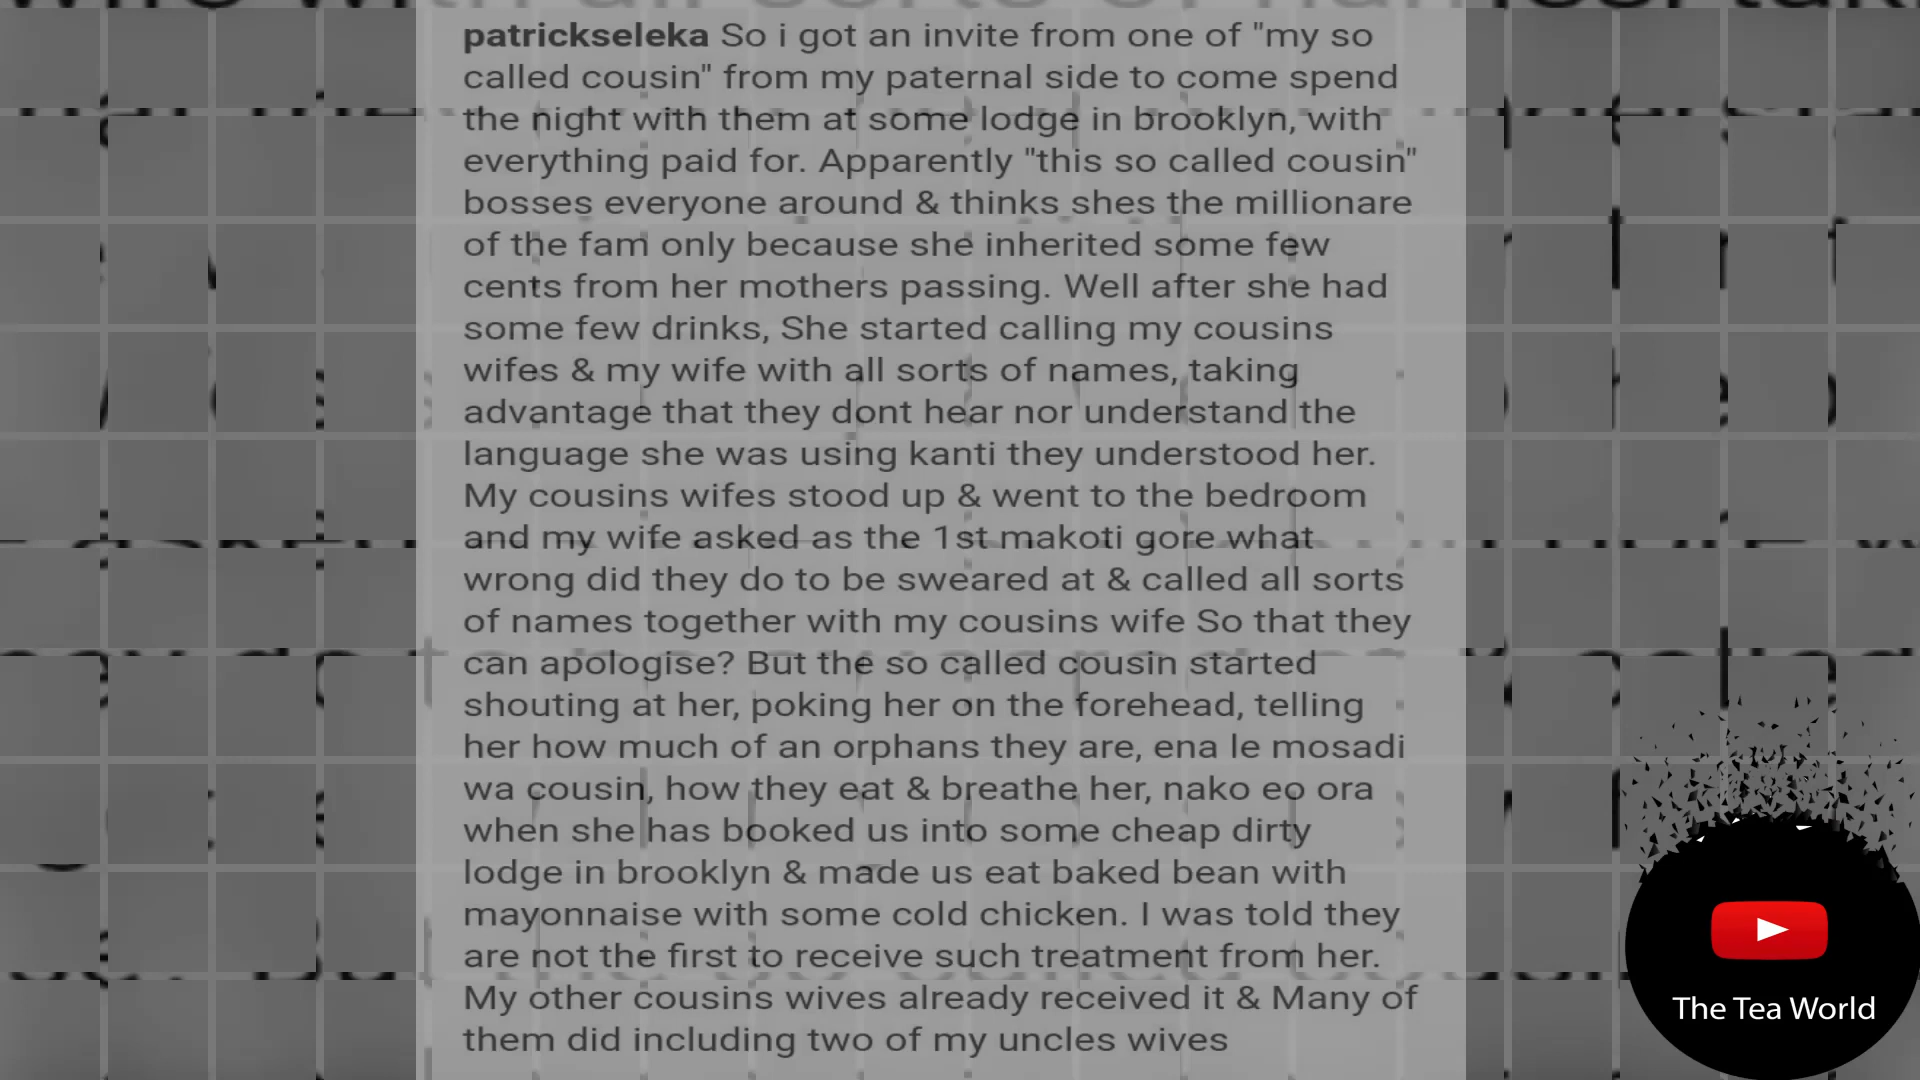 patrickseleka So i got an invite from one of "my so
called cousin" from my paternal side to come spend
the night with them at some lodge in brooklyn, with
everything paid for. Apparently "this so called cousin"
bosses everyone around & thinks shes the millionare
of the fam only because she inherited some few
cents from her mothers passing. Well after she had
some few drinks, She started calling my cousins
wifes & my wife with all sorts of names, taking
advantage that they dont hear nor understand the
language she was using kanti they understood her.
My cousins wifes stood up & went to the bedroom
and my wife asked as the 1st makoti gore what
wrong did they do to be sweared at & called all sorts
of names together with my cousins wife So that they
can apologise? But the so called cousin started
shouting at her, poking her on the forehead, telling
her how much of an orphans they are, ena le mosadi
wa cousin, how they eat & breathe her, nako eo ora
when she has booked us into some cheap dirty
lodge in brooklyn & made us eat baked bean with
mayonnaise with some cold chicken. I was told they
are not the first to receive such treatment from her.
My other cousins wives already received it & Many of
them did including two of my uncles wives
The Tea World